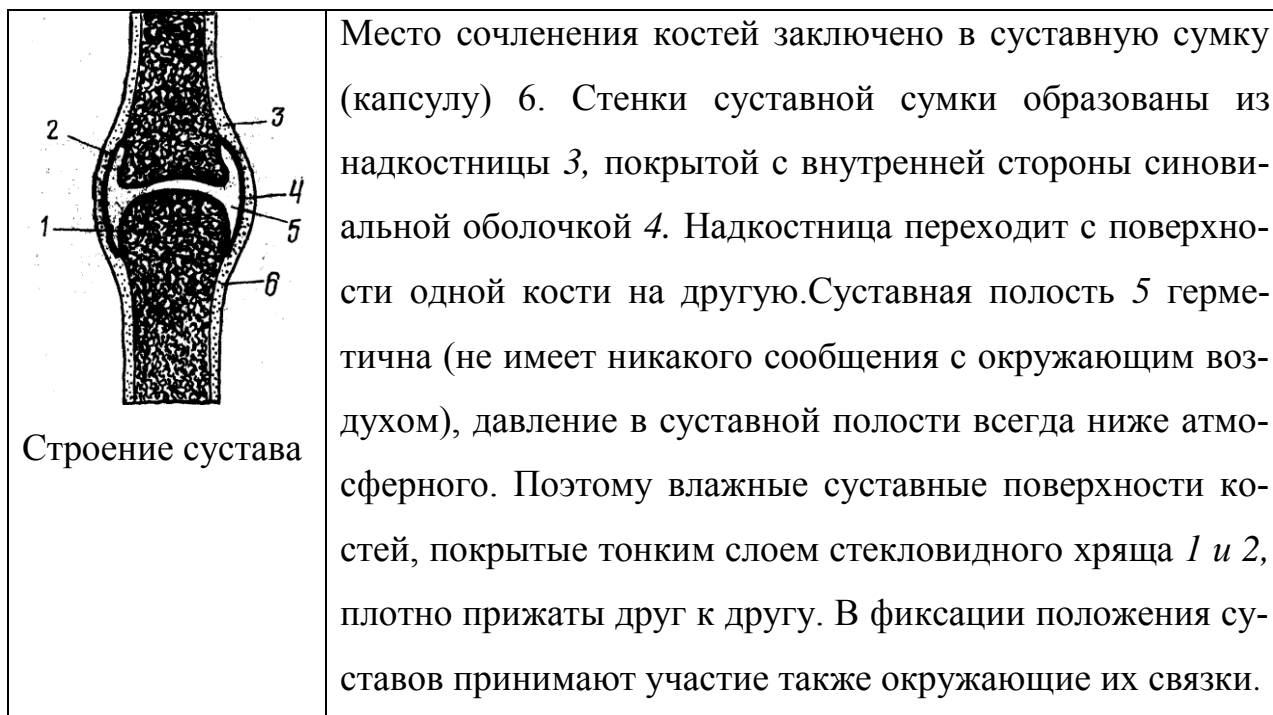 2
3
4
1
5
6
Строение сустава
Место сочленения костей заключено в суставную сумку
(капсулу) 6. Стенки суставной сумки образованы из
надкостницы 3, покрытой с внутренней стороны синови-
альной оболочкой 4. Надкостница переходит с поверхно-
сти одной кости на другую.Суставная полость 5 герме-
тична (не имеет никакого сообщения с окружающим воз-
духом), давление в суставной полости всегда ниже атмо-
сферного. Поэтому влажные суставные поверхности ко-
стей, покрытые тонким слоем стекловидного хряща 1 и 2,
плотно прижаты друг к другу. В фиксации положения су-
ставов принимают участие также окружающие их связки.